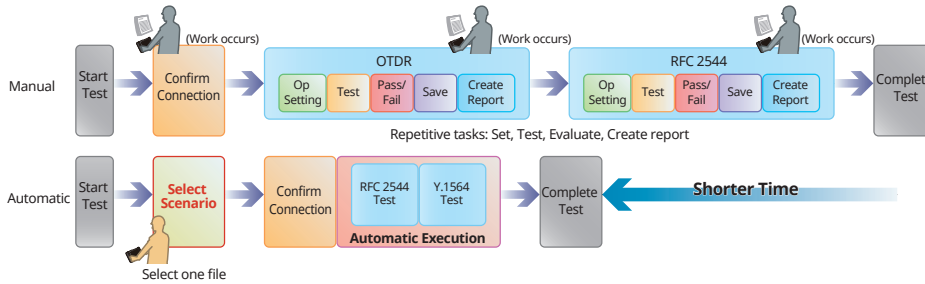 (Work occurs)
(Work occurs)
(Work occurs)
Manual
Start
Test
Confirm
Connection
OTDR
Op
Setting
Test
Pass/
Fail
Save
Create
Report
RFC 2544
Op
Setting
Test
Pass/
Fail
Save
Create
Report
Complete
Test
Repetitive tasks: Set, Test, Evaluate, Create report
Automatic
Start
Test
Select
Scenario
Confirm
Connection
RFC 2544
Test
Y.1564
Test
Automatic Execution
Complete
Test
Shorter Time
Select one file